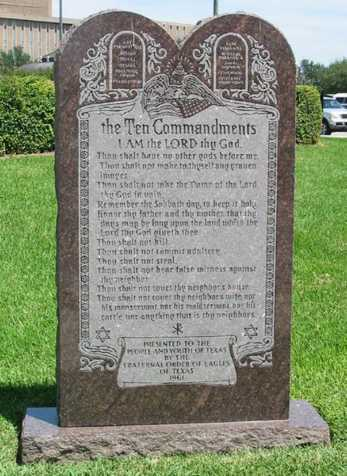 the Ten Commandments
I AM the LORD thy God.
Thou shalt have no other gods before me.
Thou shalt not make to thyself any graven
images.
Thou shalt not take the Name of the Lord
thy God in vain.
Remember the Sabbath day, to keep it holy.
Honor thy father and thy mother, that thy
days may be long upon the land which the
Lord thy God giveth thee.
Thou shalt not kill.
Thou shalt not commit adultery.
Thou shalt not steal.
Thou shalt not bear false witness against
thy neighbor.
Thou shalt not covet thy neighbor's house.
Thou shalt not covet thy neighbor's wife, nor
his manservant, nor his maidservant, nor his
cattle, nor anything that is thy neighbor's.
PRESENTED TO THE
PEOPLE AND YOUTH OF TEXAS
BY THE
FRATERNAL ORDER OF EAGLES
OF TEXAS
1961